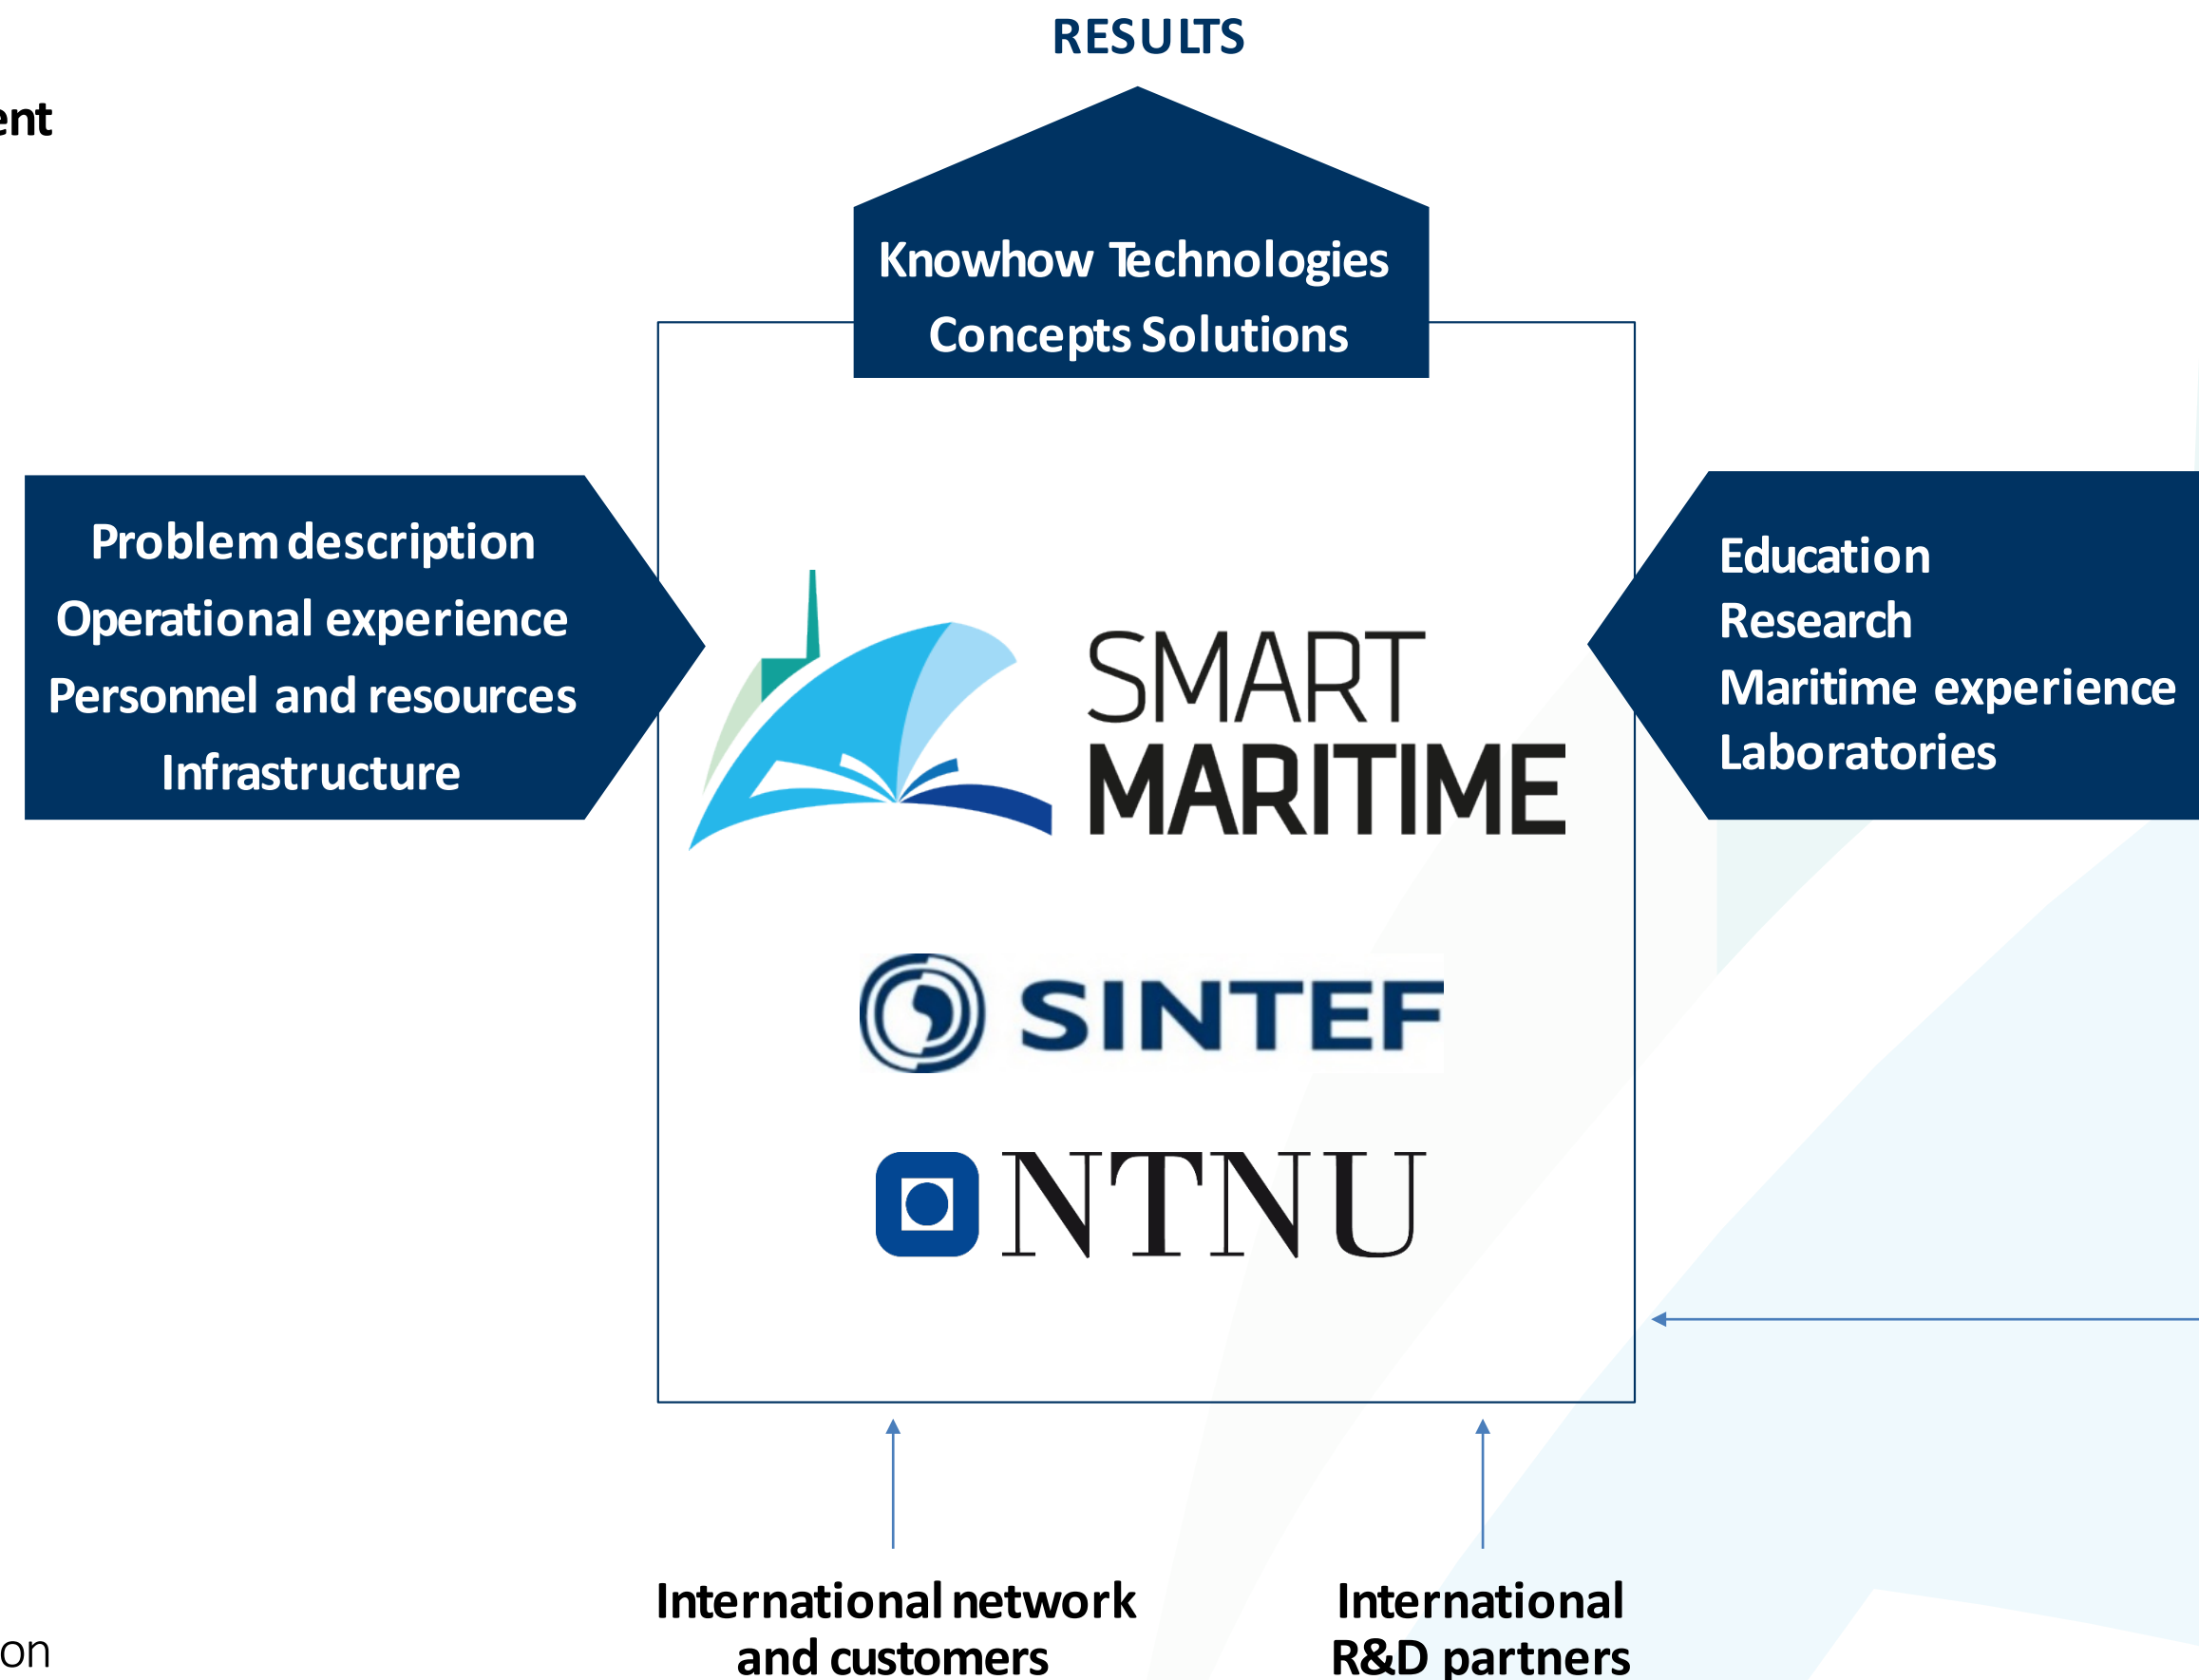 RESULTS
ent
Knowhow Technologies
Concepts Solutions
Problem description
Operational experience
Personnel and resources
Infrastructure
Education
Research
Maritime experience
Laboratories
SMART
MARITIME
SINTEF
NTNU
International network
and customers
International
R&D partners
on